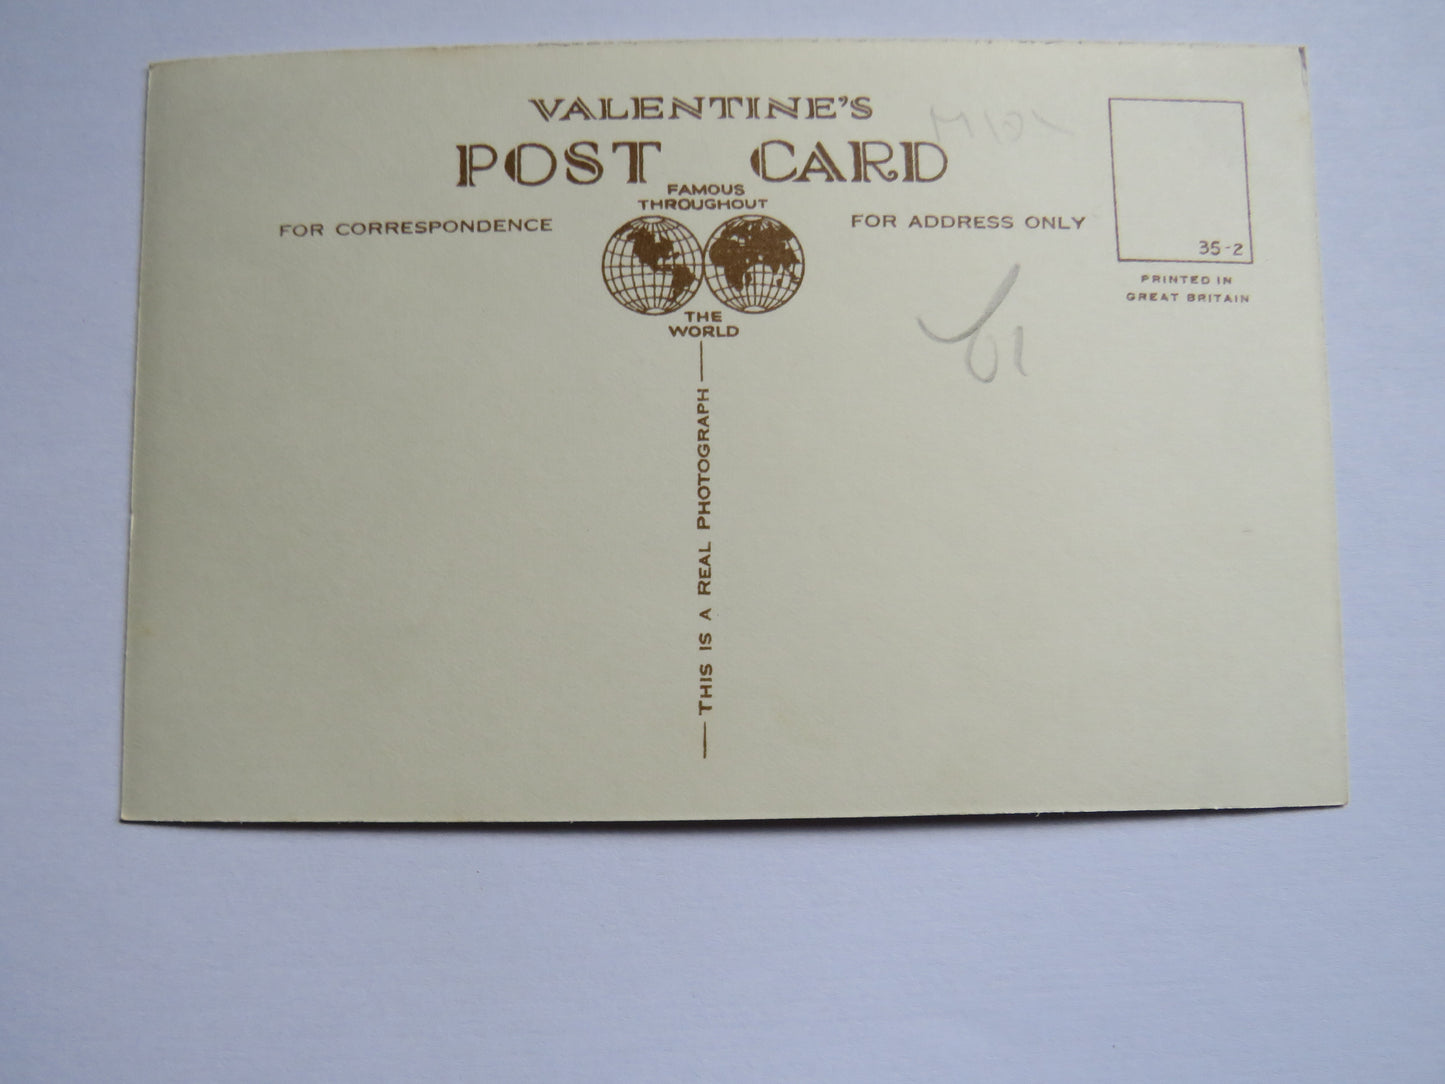 VALENTINE'S
POST CARD
FAMOUS
THROUGHOUT
THE
WORLD
FOR CORRESPONDENCE
FOR ADDRESS ONLY
35-2
PRINTED IN
GREAT BRITAIN
THIS IS A REAL PHOTOGRAPH